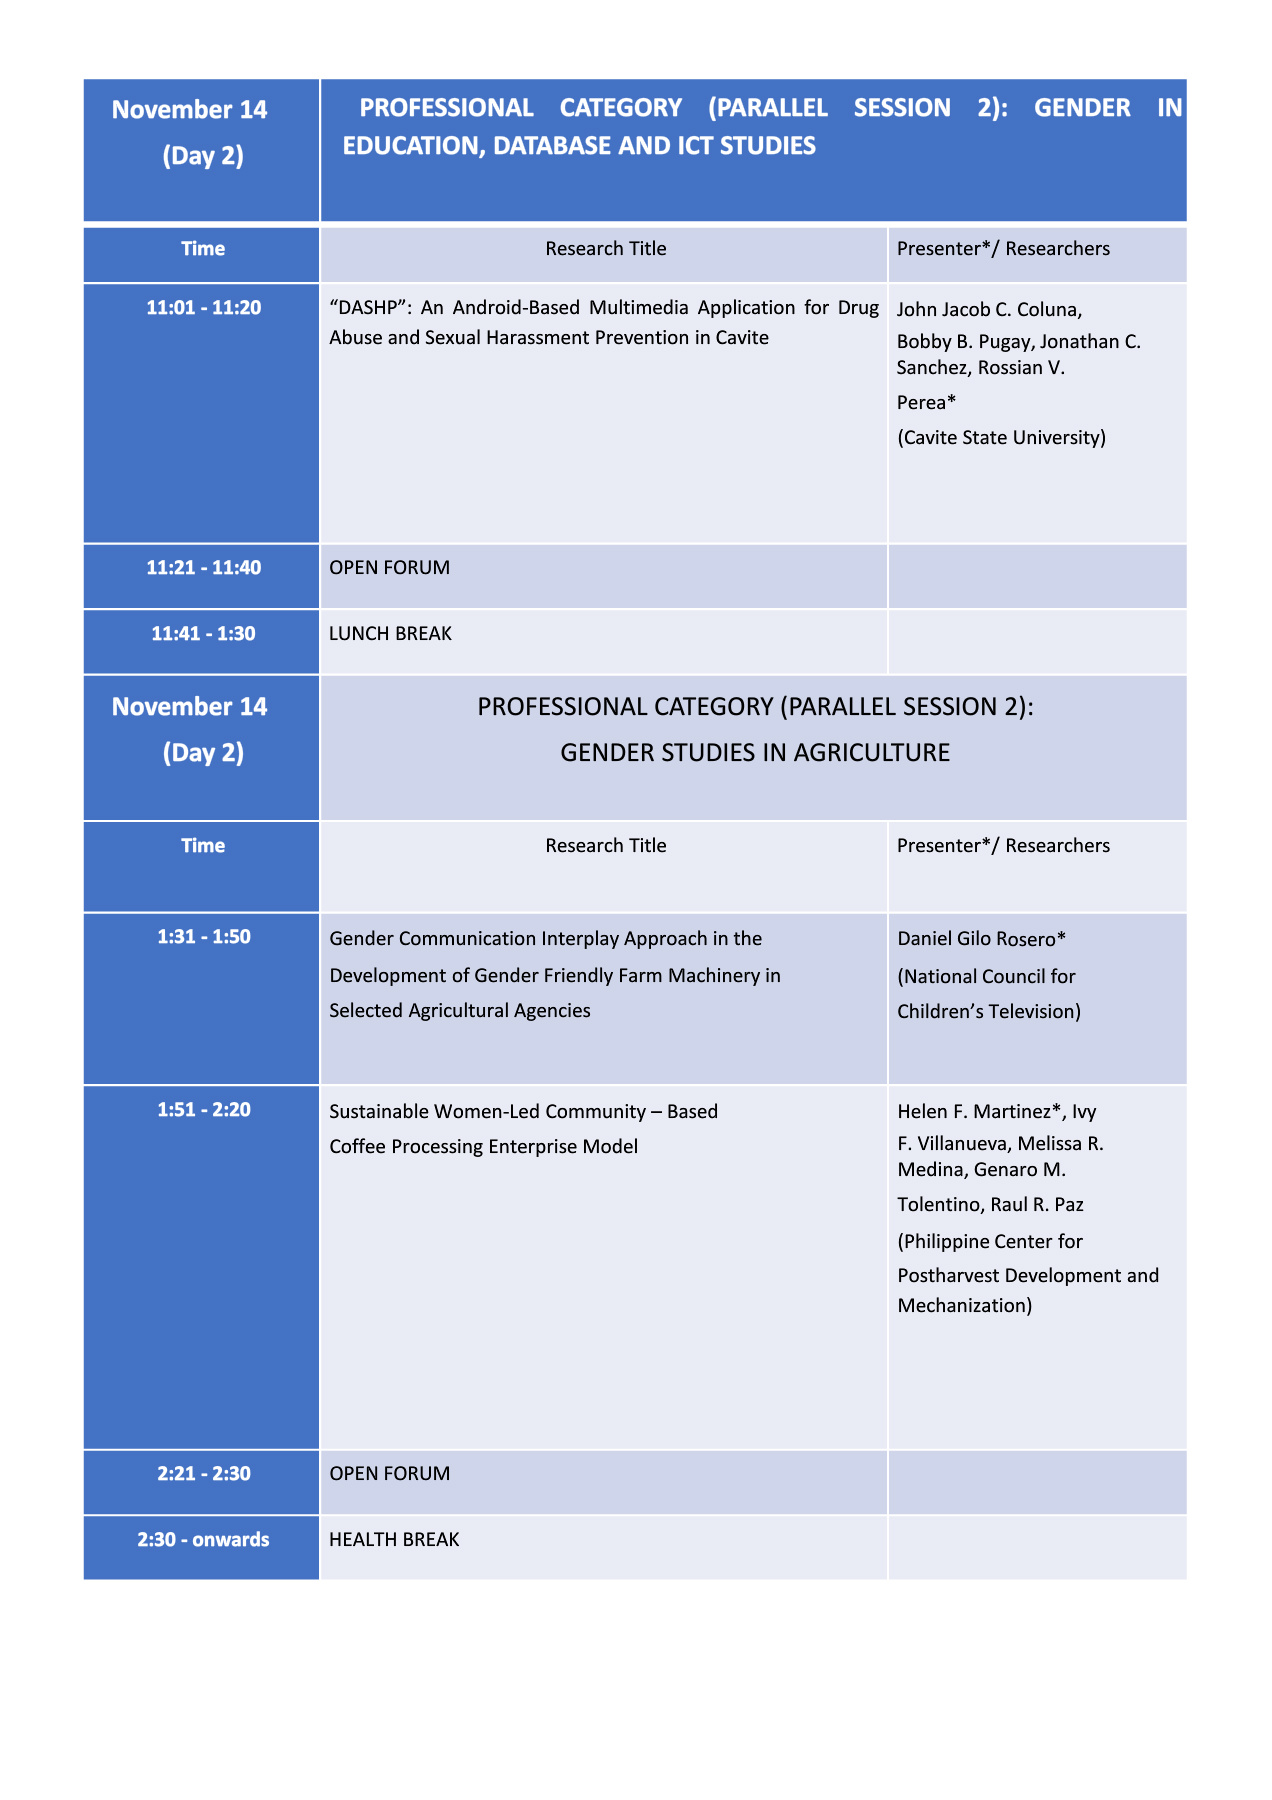 November 14
(Day 2)
PROFESSIONAL CATEGORY (PARALLEL SESSION 2): GENDER IN
EDUCATION, DATABASE AND ICT STUDIES
Time
Research Title
Presenter*/ Researchers
11:01 - 11:20
“DASHP”: An Android-Based Multimedia Application for Drug
Abuse and Sexual Harassment Prevention in Cavite
John Jacob C. Coluna,
Bobby B. Pugay, Jonathan C.
Sanchez, Rossian V.
Perea*
(Cavite State University)
11:21 - 11:40
OPEN FORUM
11:41 - 1:30
LUNCH BREAK
November 14
(Day 2)
PROFESSIONAL CATEGORY (PARALLEL SESSION 2):
GENDER STUDIES IN AGRICULTURE
Time
Research Title
Presenter*/ Researchers
1:31 - 1:50
Gender Communication Interplay Approach in the
Development of Gender Friendly Farm Machinery in
Selected Agricultural Agencies
Daniel Gilo Rosero*
(National Council for
Children’s Television)
1:51 - 2:20
Sustainable Women-Led Community – Based
Coffee Processing Enterprise Model
Helen F. Martinez*, Ivy
F. Villanueva, Melissa R.
Medina, Genaro M.
Tolentino, Raul R. Paz
(Philippine Center for
Postharvest Development and
Mechanization)
2:21 - 2:30
OPEN FORUM
2:30 - onwards
HEALTH BREAK